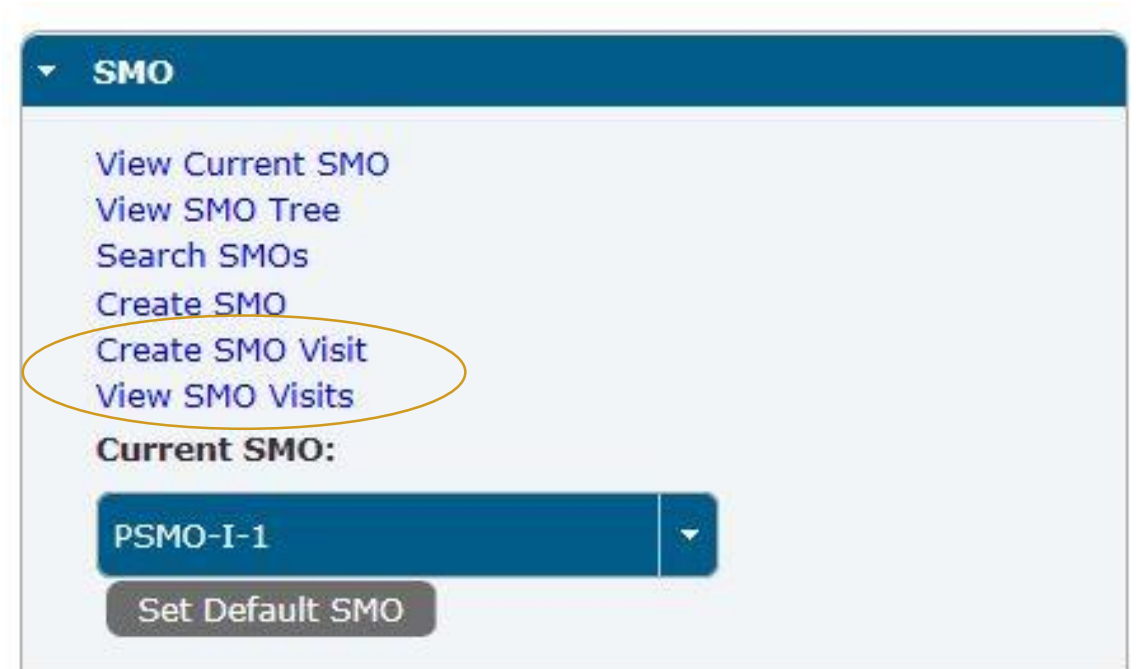 SMO
View Current SMO
View SMO Tree
Search SMOs
Create SMO
Create SMO Visit
View SMO Visits
Current SMO:
PSMO-I-1
Set Default SMO